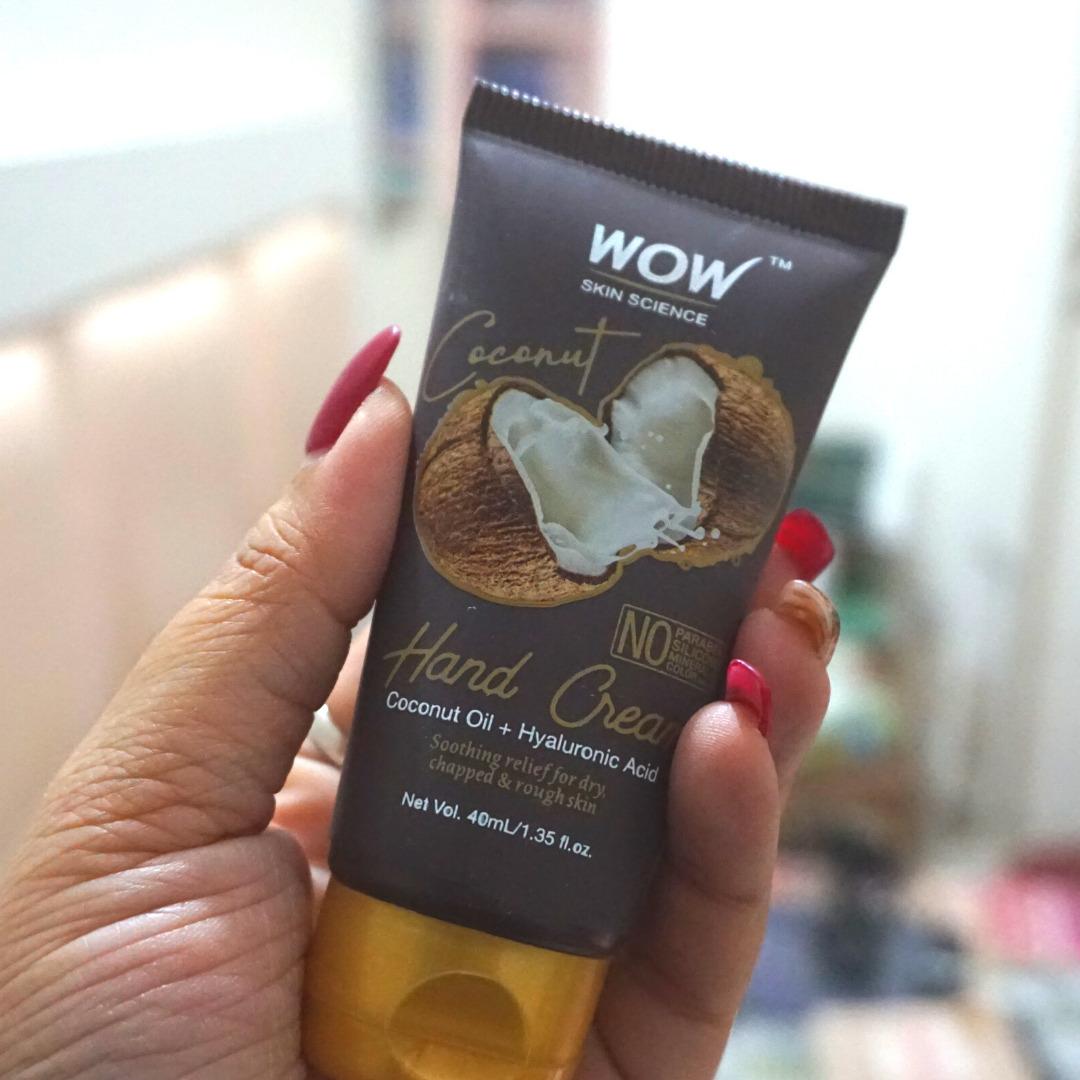 WOW™
SKIN SCIENCE
Coconut
NO
Hand
Coconut Oil + Hyaluronic Acid
Soothing relief for dry,
chapped & rough skin
Net Vol. 40mL/1.35 fl.oz.